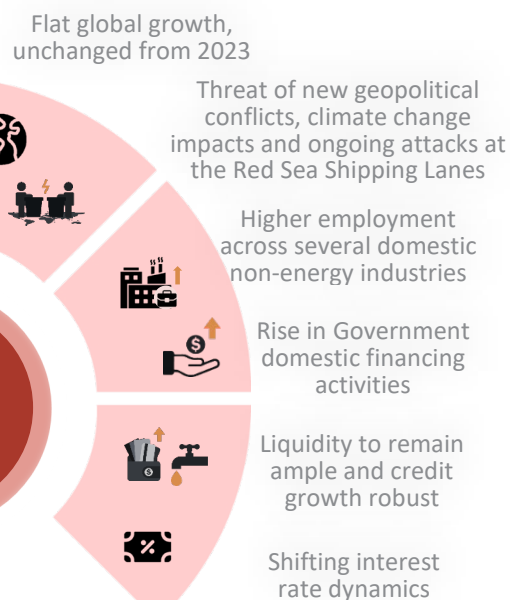 Flat global growth,
unchanged from 2023
Threat of new geopolitical
conflicts, climate change
impacts and ongoing attacks at
the Red Sea Shipping Lanes
Higher employment
across several domestic
non-energy industries
Rise in Government
domestic financing
activities
Liquidity to remain
ample and credit
growth robust
Shifting interest
rate dynamics